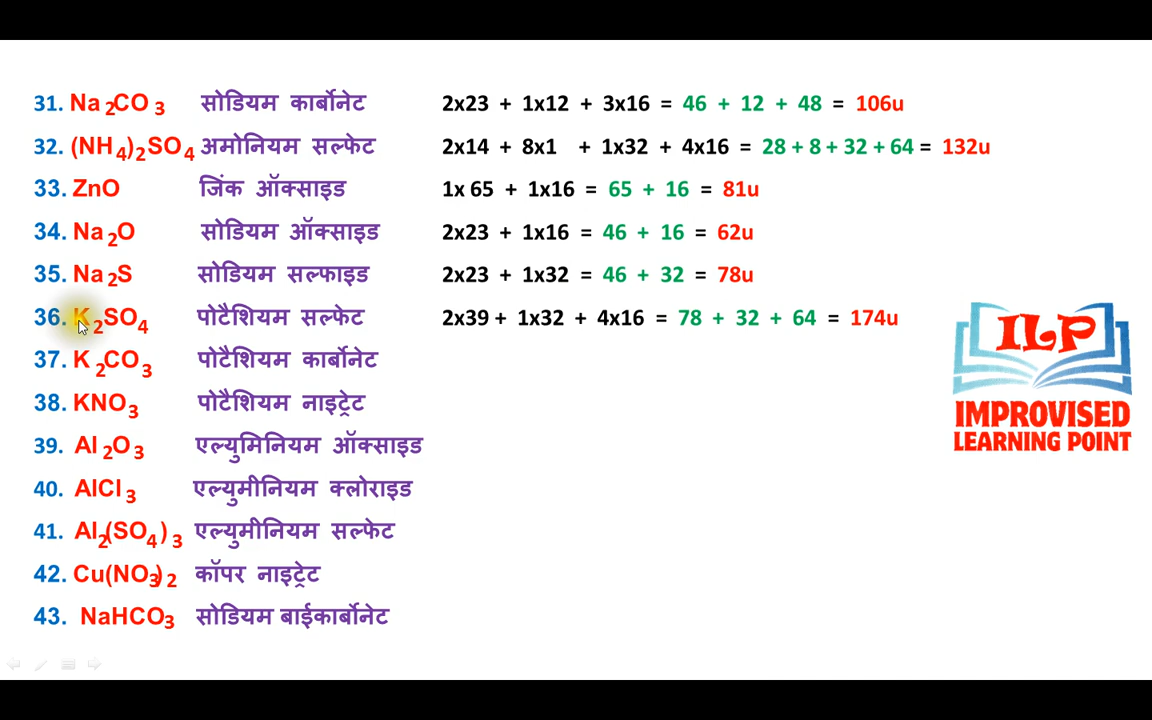 31. Na2CO3 सोडियम कार्बोनेट 2x23 + 1x12 + 3x16 = 46 + 12 + 48 = 106u
32. (NH4)2SO4 अमोनियम सल्फेट 2x14 + 8x1 + 1x32 + 4x16 = 28 + 8 + 32 + 64 = 132u
33. ZnO जिंक ऑक्साइड 1x 65 + 1x16 = 65 + 16 = 81u
34. Na2O सोडियम ऑक्साइड 2x23 + 1x16 = 46 + 16 = 62u
35. Na2S सोडियम सल्फाइड 2x23 + 1x32 = 46 + 32 = 78u
36. K2SO4 पोटैशियम सल्फेट 2x39 + 1x32 + 4x16 = 78 + 32 + 64 = 174u
37. K2CO3 पोटैशियम कार्बोनेट
38. KNO3 पोटैशियम नाइट्रेट
39. Al2O3 एल्युमिनियम ऑक्साइड
40. AlCl3 एल्युमीनियम क्लोराइड
41. Al2(SO4)3 एल्युमीनियम सल्फेट
42. Cu(NO3)2 कॉपर नाइट्रेट
43. NaHCO3 सोडियम बाईकार्बोनेट
ILP
IMPROVISED
LEARNING POINT